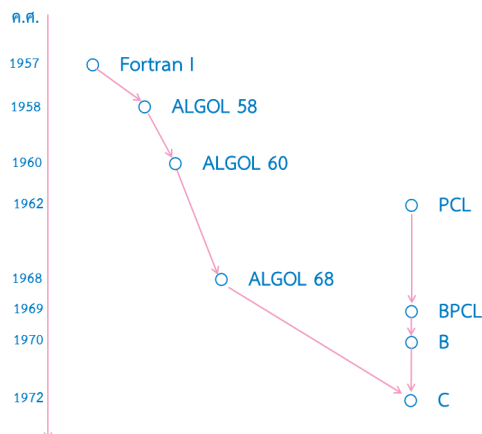 ค.ศ.
1957 Fortran I
1958 ALGOL 58
1960 ALGOL 60
1962 PCL
1968 ALGOL 68
1969 BPCL
1970 B
1972 C